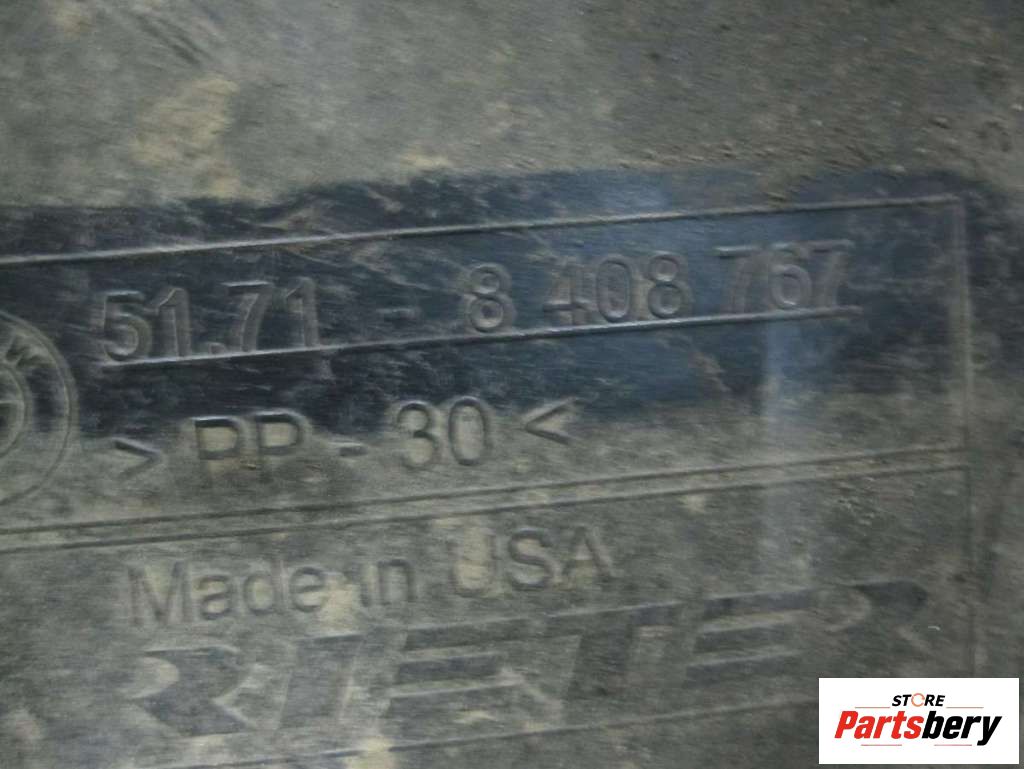 51.71 - 8 408 767
> PP - 30 <
Made in USA
RIETER
STORE
Partsbery